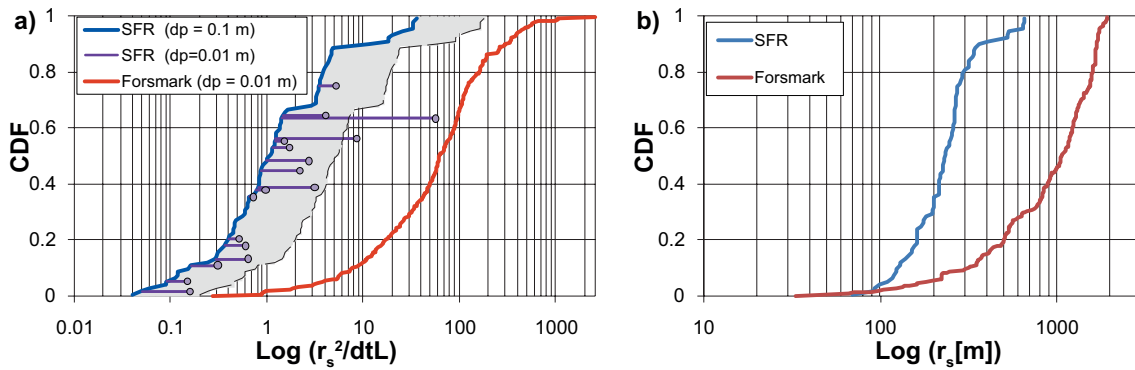 a)
SFR (dp = 0.1 m)
SFR (dp=0.01 m)
Forsmark (dp = 0.01 m)
CDF
1
0.8
0.6
0.4
0.2
0
0.01 0.1 1 10 100 1000
Log (rs²/dtL)
b)
SFR
Forsmark
CDF
1
0.8
0.6
0.4
0.2
0
10 100 1000
Log (rs[m])